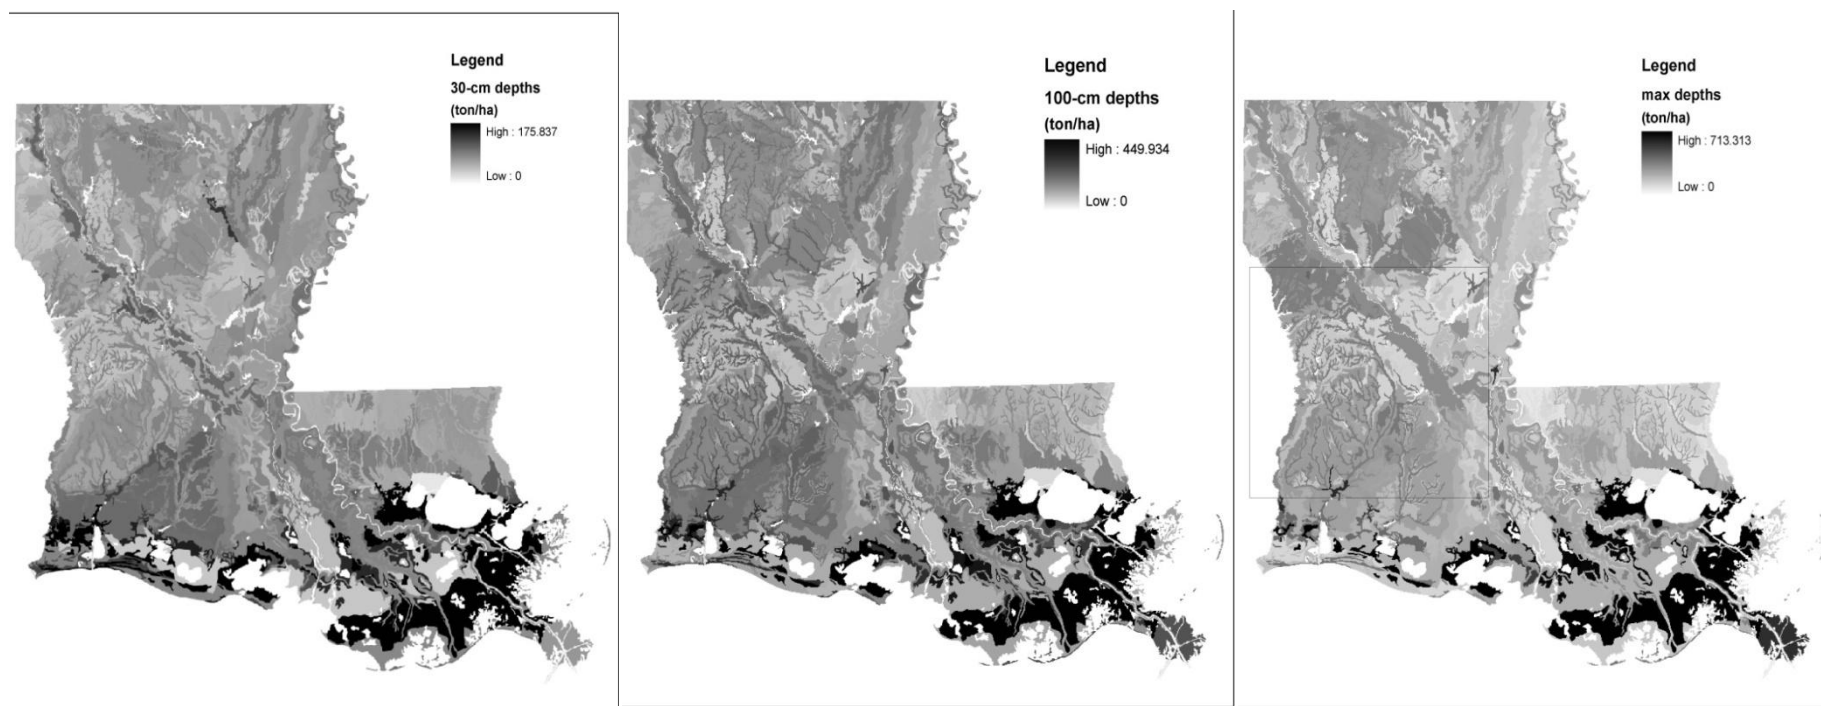 Legend
30-cm depths
(ton/ha)
High : 175.837
Low : 0
Legend
100-cm depths
(ton/ha)
High : 449.934
Low : 0
Legend
max depths
(ton/ha)
High : 713.313
Low : 0